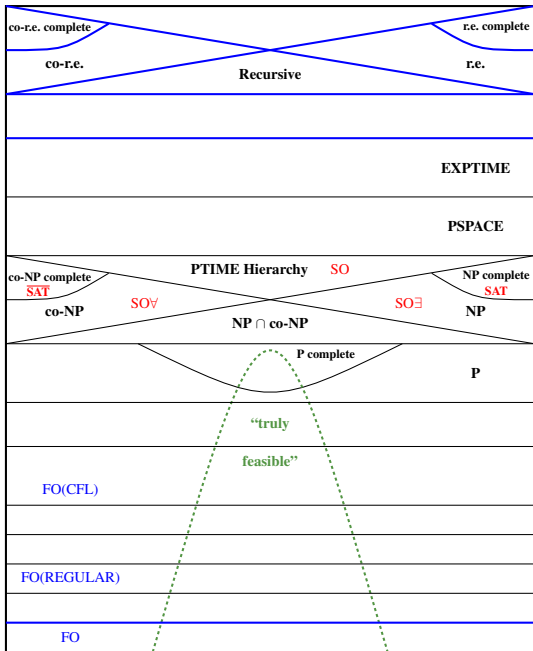 co-r.e. complete
r.e. complete
co-r.e.
r.e.
Recursive
EXPTIME
PSPACE
PTIME Hierarchy SO
co-NP complete
NP complete
S̅A̅T̅
SAT
SO∀
SO∃
co-NP
NP
NP ∩ co-NP
P complete
P
“truly
feasible”
FO(CFL)
FO(REGULAR)
FO